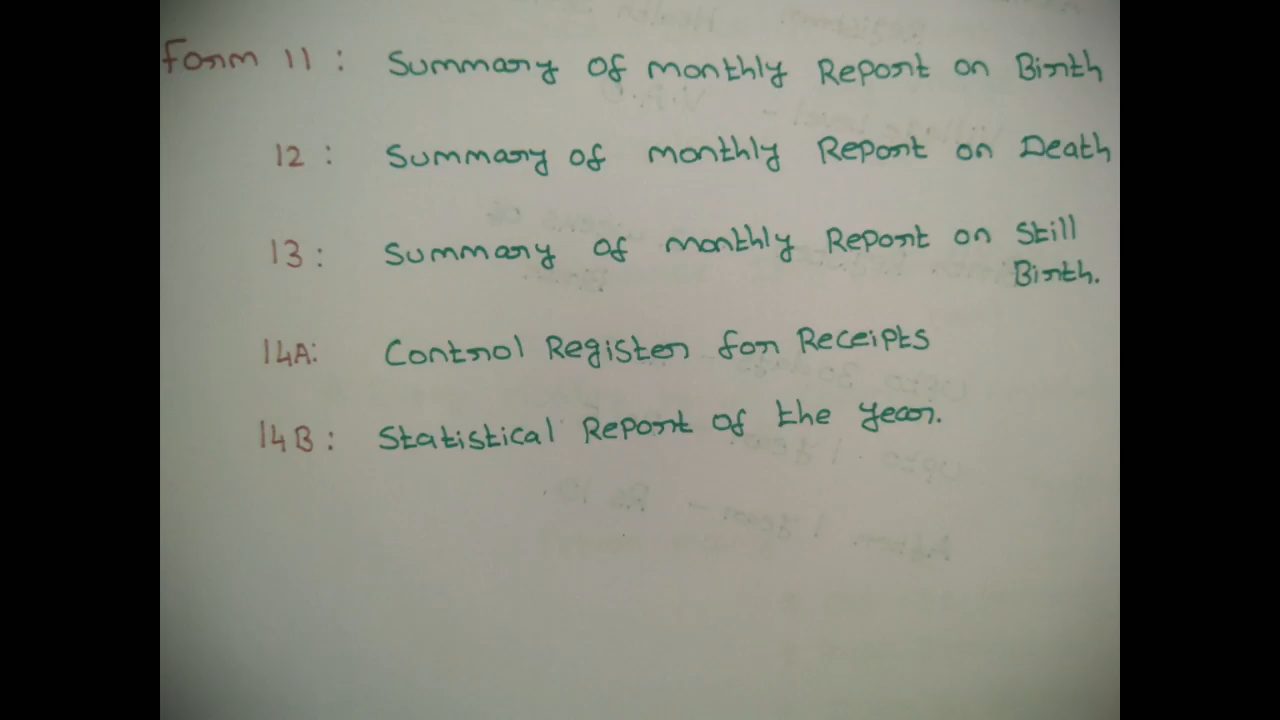 Form 11 : Summary of monthly Report on Birth
12 : Summary of monthly Report on Death
13 : Summary of monthly Report on Still
Birth.
14A: Control Register for Receipts
14B : Statistical Report of the year.